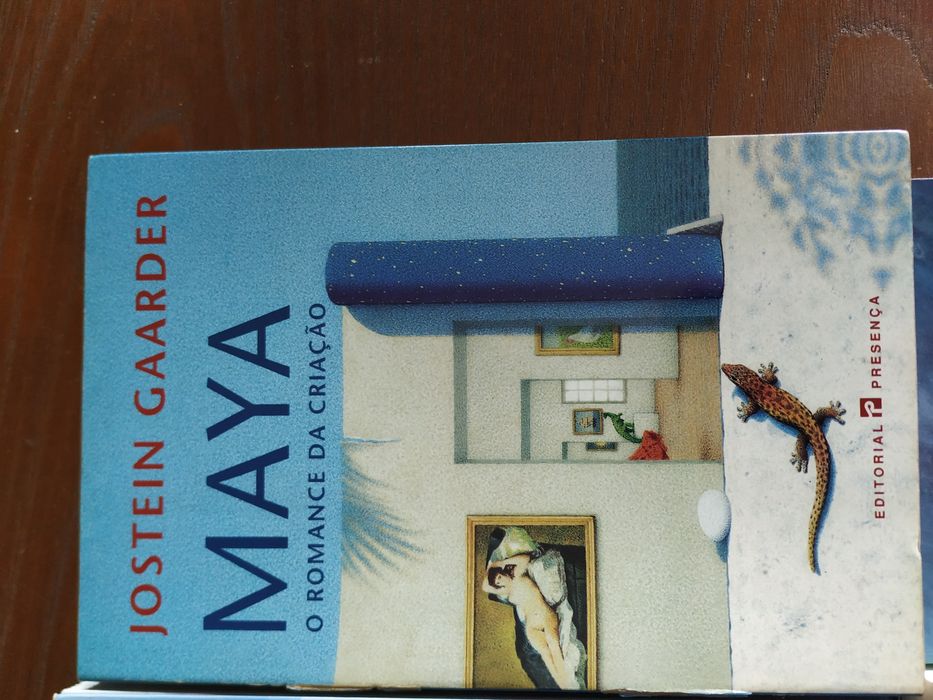 JOSTEIN GAARDER
MAYA
O ROMANCE DA CRIAÇÃO
EDITORIAL P PRESENÇA